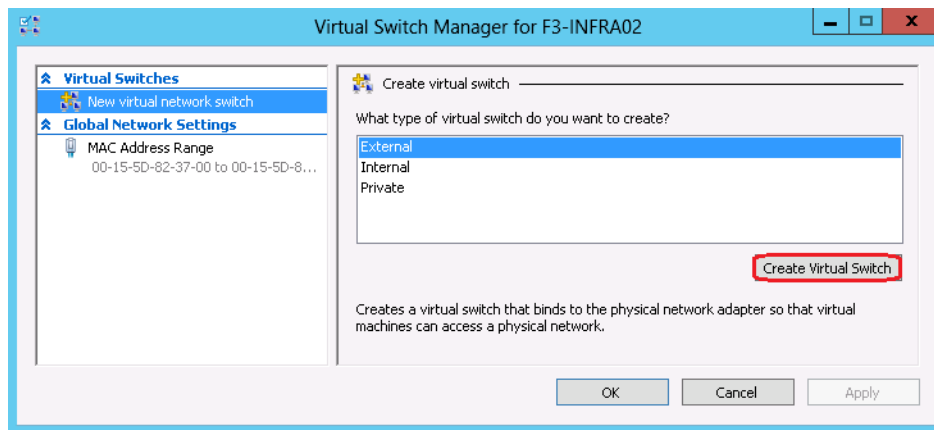 Virtual Switch Manager for F3-INFRA02
Virtual Switches
New virtual network switch
Global Network Settings
MAC Address Range
00-15-5D-82-37-00 to 00-15-5D-8...
Create virtual switch
What type of virtual switch do you want to create?
External
Internal
Private
Create Virtual Switch
Creates a virtual switch that binds to the physical network adapter so that virtual
machines can access a physical network.
OK
Cancel
Apply